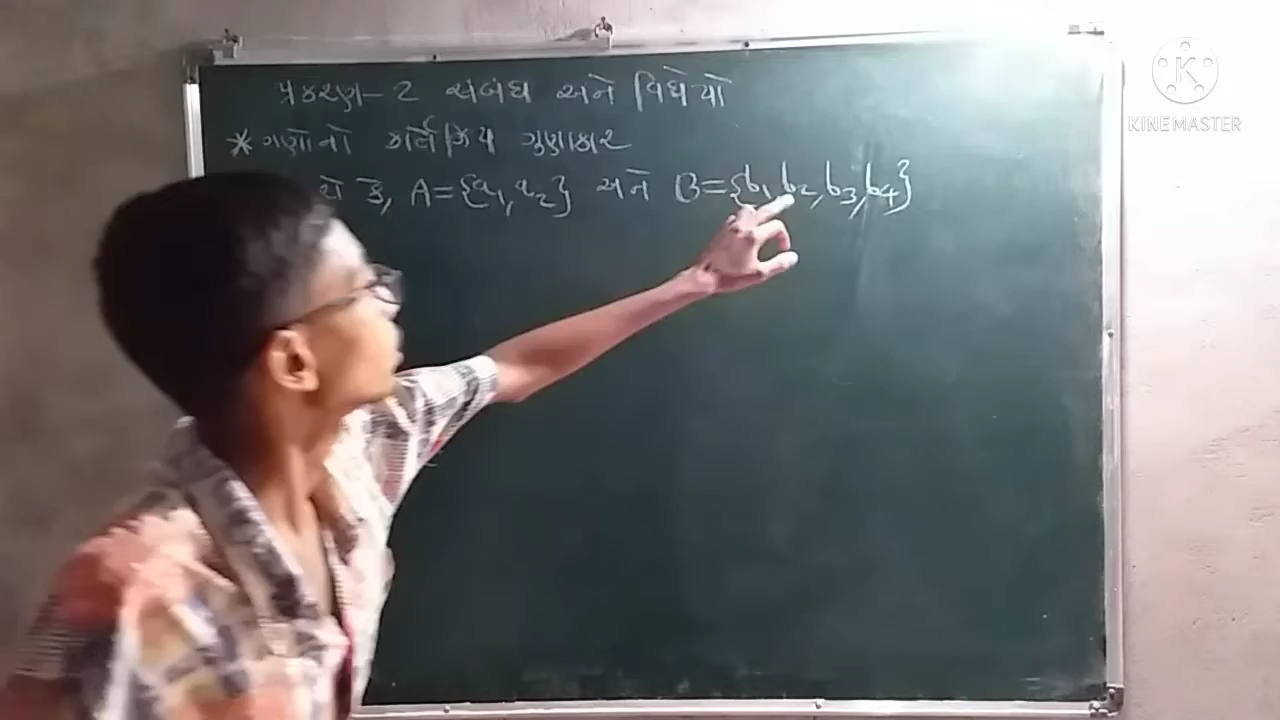 પ્રકરણ-2 સંબંધ અને વિધેયો
* ગણોનો કાર્તેઝિય ગુણાકાર
કે, A={a1, a2} અને B={b1, b2, b3, b4}
KINEMASTER